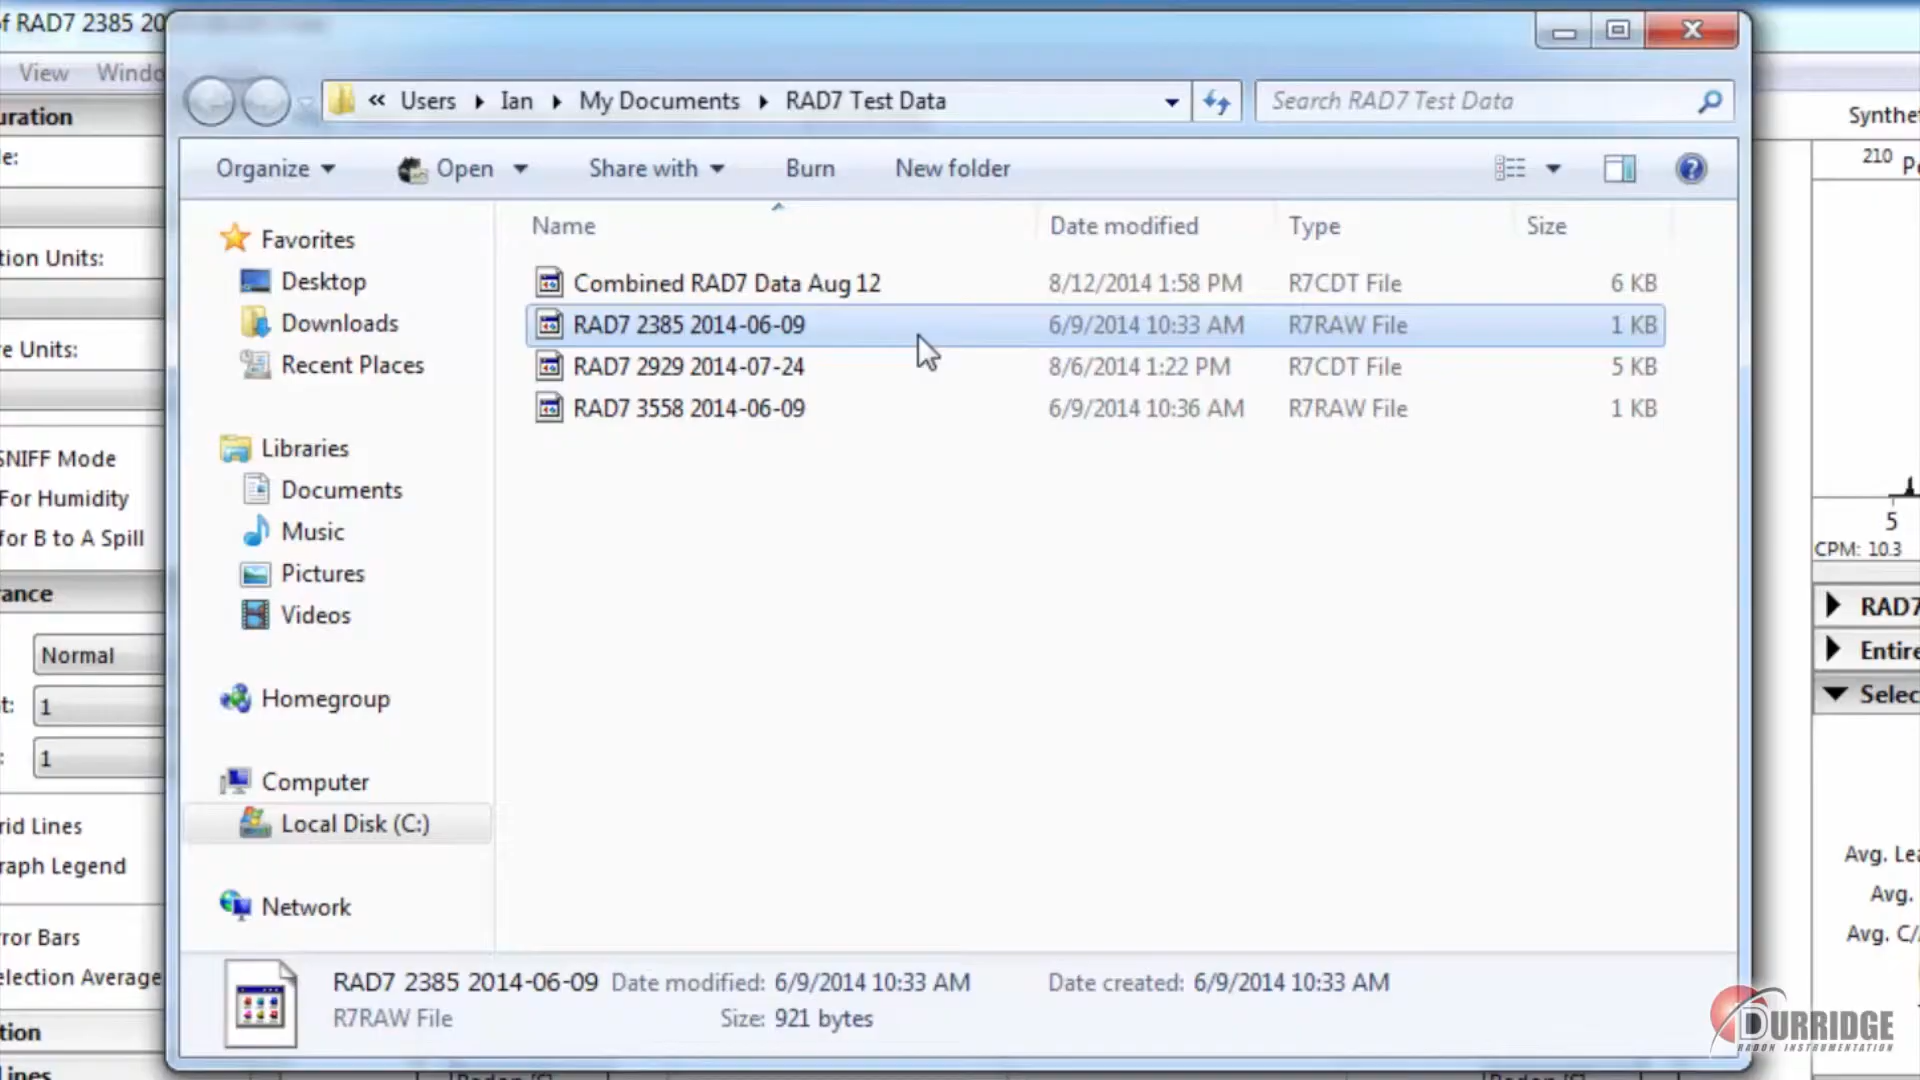 of RAD7 2385 20
View Windo
uration
e:
tion Units:
re Units:
SNIFF Mode
For Humidity
for B to A Spill
rance
Normal
t: 1
: 1
rid Lines
raph Legend
ror Bars
election Average
tion
Lines
« Users ▸ Ian ▸ My Documents ▸ RAD7 Test Data
Search RAD7 Test Data
Organize Open Share with Burn New folder
Favorites
Desktop
Downloads
Recent Places
Libraries
Documents
Music
Pictures
Videos
Homegroup
Computer
Local Disk (C:)
Network
Name Date modified Type Size
Combined RAD7 Data Aug 12 8/12/2014 1:58 PM R7CDT File 6 KB
RAD7 2385 2014-06-09 6/9/2014 10:33 AM R7RAW File 1 KB
RAD7 2929 2014-07-24 8/6/2014 1:22 PM R7CDT File 5 KB
RAD7 3558 2014-06-09 6/9/2014 10:36 AM R7RAW File 1 KB
RAD7 2385 2014-06-09 Date modified: 6/9/2014 10:33 AM Date created: 6/9/2014 10:33 AM
R7RAW File Size: 921 bytes
Synthe
210 P
5
CPM: 10.3
RAD7
Entire
Selec
Avg. Lea
Avg.
Avg. C/
DURRIDGE
RADON INSTRUMENTATION